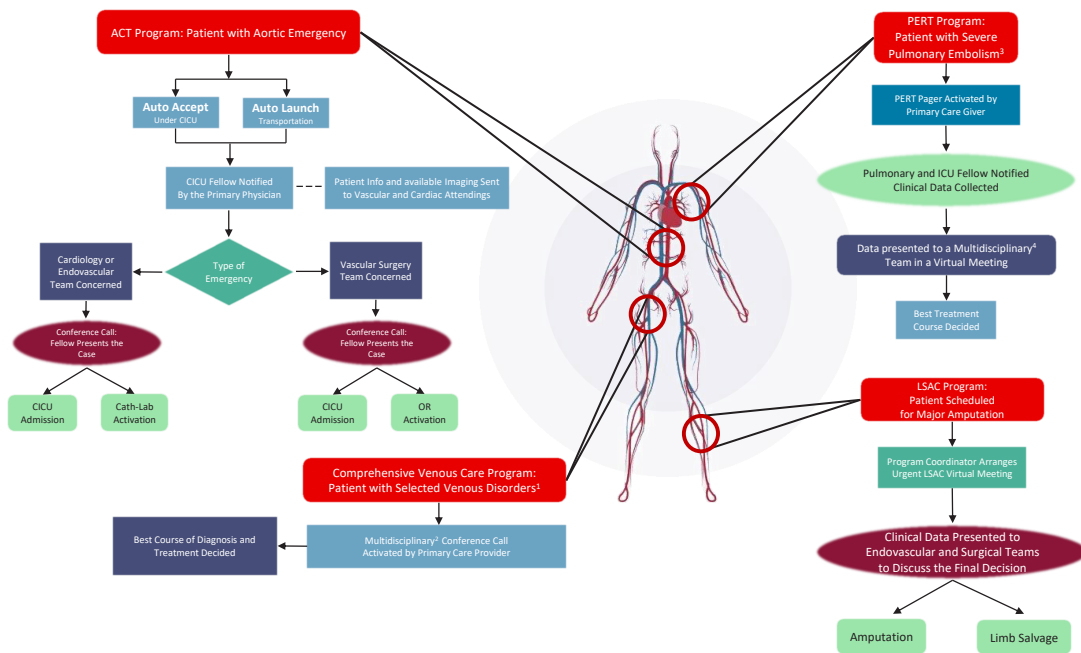 ACT Program: Patient with Aortic Emergency
Auto Accept
Under CICU
Auto Launch
Transportation
CICU Fellow Notified
By the Primary Physician
Patient Info and available Imaging Sent
to Vascular and Cardiac Attendings
Type of
Emergency
Cardiology or
Endovascular
Team Concerned
Vascular Surgery
Team Concerned
Conference Call:
Fellow Presents the
Case
Conference Call:
Fellow Presents the
Case
CICU
Admission
Cath-Lab
Activation
CICU
Admission
OR
Activation
Comprehensive Venous Care Program:
Patient with Selected Venous Disorders¹
Multidisciplinary² Conference Call
Activated by Primary Care Provider
Best Course of Diagnosis and
Treatment Decided
PERT Program:
Patient with Severe
Pulmonary Embolism³
PERT Pager Activated by
Primary Care Giver
Pulmonary and ICU Fellow Notified
Clinical Data Collected
Data presented to a Multidisciplinary⁴
Team in a Virtual Meeting
Best Treatment
Course Decided
LSAC Program:
Patient Scheduled
for Major Amputation
Program Coordinator Arranges
Urgent LSAC Virtual Meeting
Clinical Data Presented to
Endovascular and Surgical Teams
to Discuss the Final Decision
Amputation
Limb Salvage